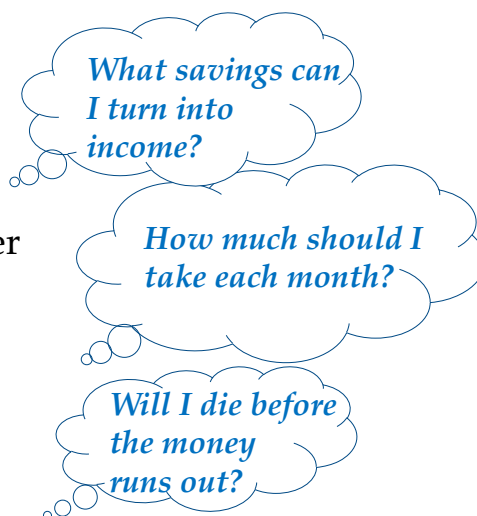 What savings can
I turn into
income?
er
How much should I
take each month?
Will I die before
the money
runs out?